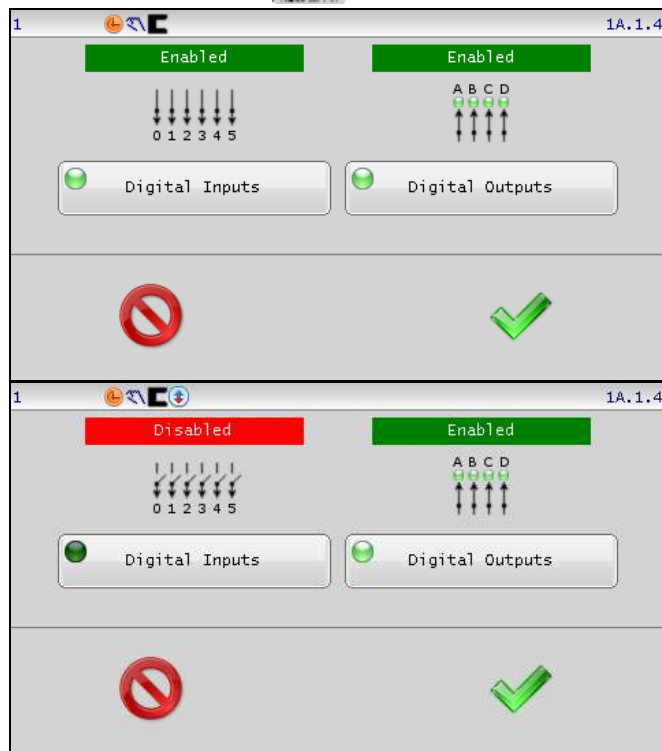 1 1A.1.4
Enabled Enabled
A B C D
0 1 2 3 4 5
Digital Inputs Digital Outputs
1 1A.1.4
Disabled Enabled
A B C D
0 1 2 3 4 5
Digital Inputs Digital Outputs